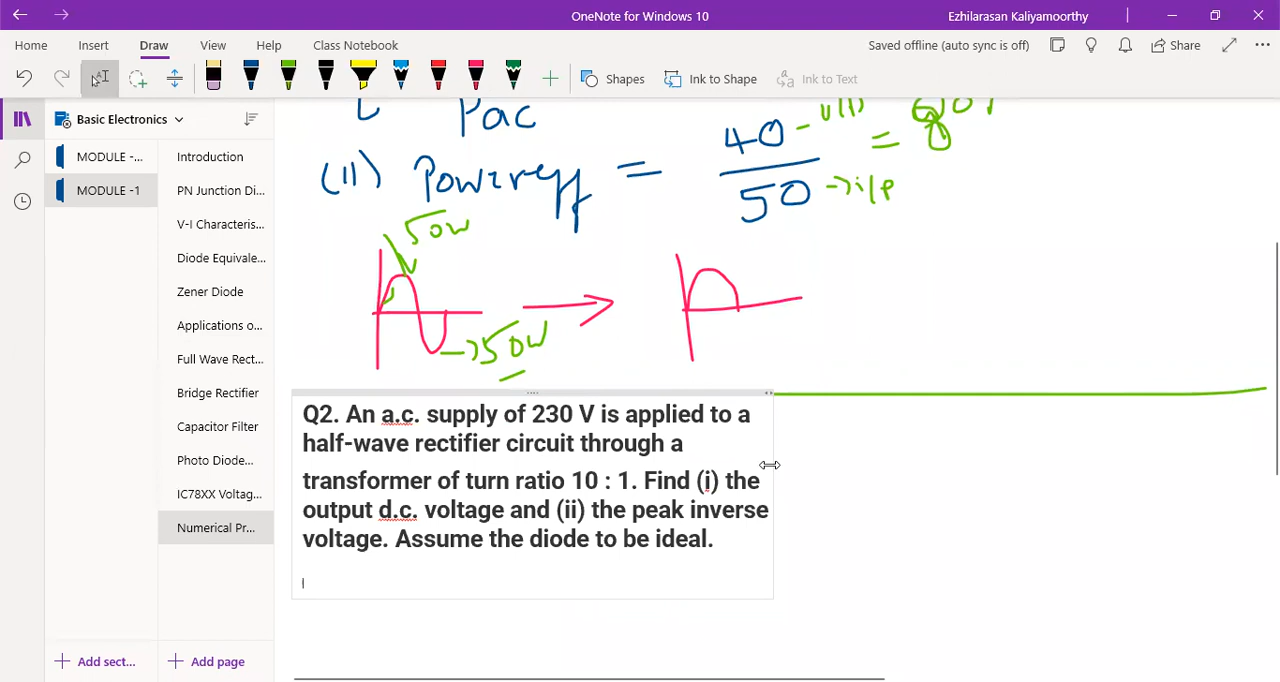 OneNote for Windows 10
Ezhilarasan Kaliyamoorthy
Home Insert Draw View Help Class Notebook
Saved offline (auto sync is off) Share
Shapes Ink to Shape Ink to Text
Basic Electronics
MODULE -...
MODULE -1
Introduction
PN Junction Di...
V-I Characteris...
Diode Equivale...
Zener Diode
Applications o...
Full Wave Rect...
Bridge Rectifier
Capacitor Filter
Photo Diode...
IC78XX Voltag...
Numerical Pr...
Add sect... Add page
Pac
(ii) Power eff = 40
50
50W
50W
Q2. An a.c. supply of 230 V is applied to a
half-wave rectifier circuit through a
transformer of turn ratio 10 : 1. Find (i) the
output d.c. voltage and (ii) the peak inverse
voltage. Assume the diode to be ideal.